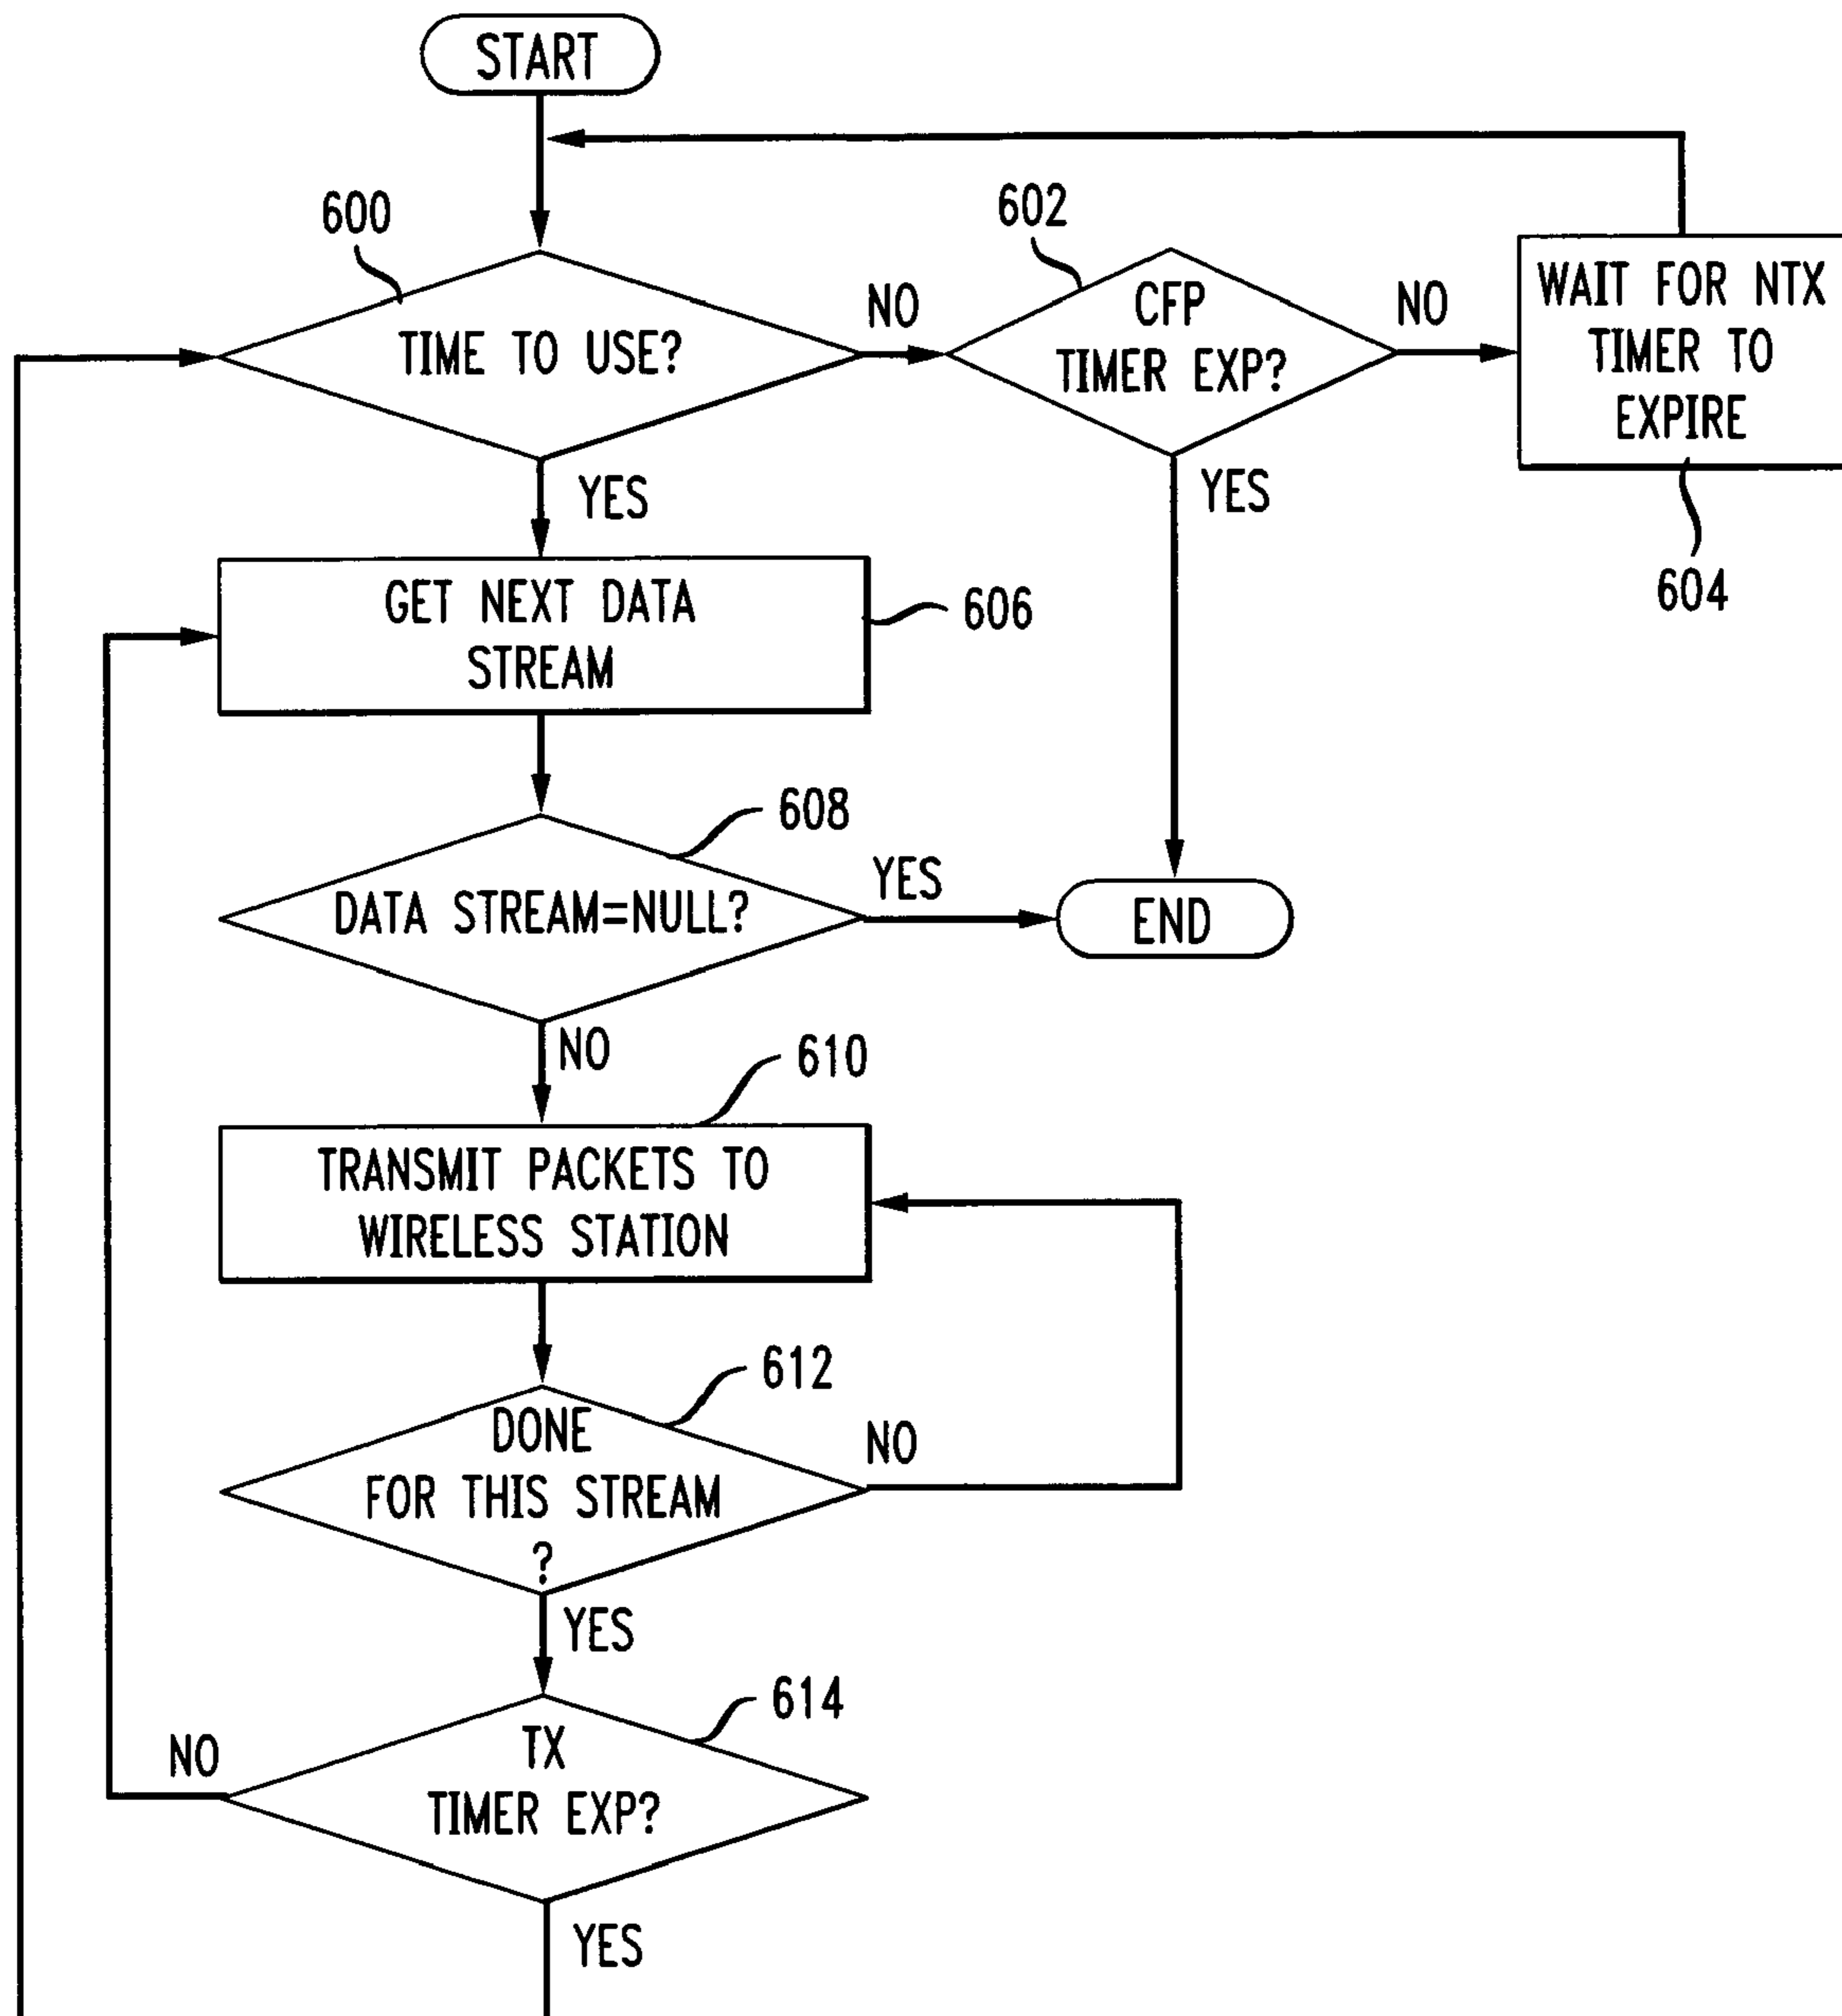 START
600
602
TIME TO USE?
NO
CFP
TIMER EXP?
NO
WAIT FOR NTX
TIMER TO
EXPIRE
604
YES
YES
GET NEXT DATA
STREAM
606
608
DATA STREAM=NULL?
YES
END
NO
610
TRANSMIT PACKETS TO
WIRELESS STATION
612
DONE
FOR THIS STREAM
?
NO
YES
614
TX
TIMER EXP?
NO
YES